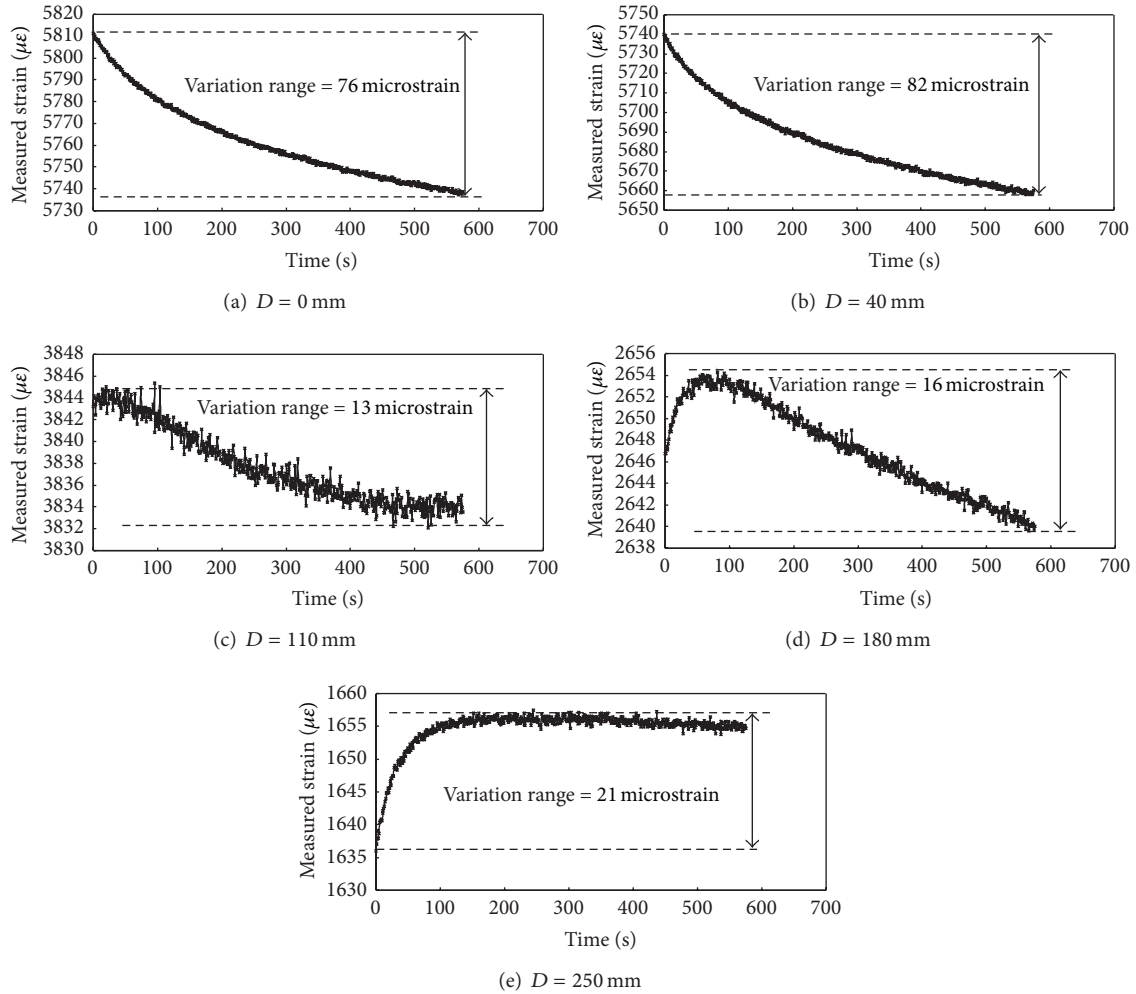 5820
5810
5800
5790
5780
5770
5760
5750
5740
5730
Measured strain (με)
Variation range = 76 microstrain
0 100 200 300 400 500 600 700
Time (s)
(a) D = 0 mm
5750
5740
5730
5720
5710
5700
5690
5680
5670
5660
5650
Measured strain (με)
Variation range = 82 microstrain
0 100 200 300 400 500 600 700
Time (s)
(b) D = 40 mm
3848
3846
3844
3842
3840
3838
3836
3834
3832
3830
Measured strain (με)
Variation range = 13 microstrain
0 100 200 300 400 500 600 700
Time (s)
(c) D = 110 mm
2656
2654
2652
2650
2648
2646
2644
2642
2640
2638
Measured strain (με)
Variation range = 16 microstrain
0 100 200 300 400 500 600 700
Time (s)
(d) D = 180 mm
1660
1655
1650
1645
1640
1635
1630
Measured strain (με)
Variation range = 21 microstrain
0 100 200 300 400 500 600 700
Time (s)
(e) D = 250 mm